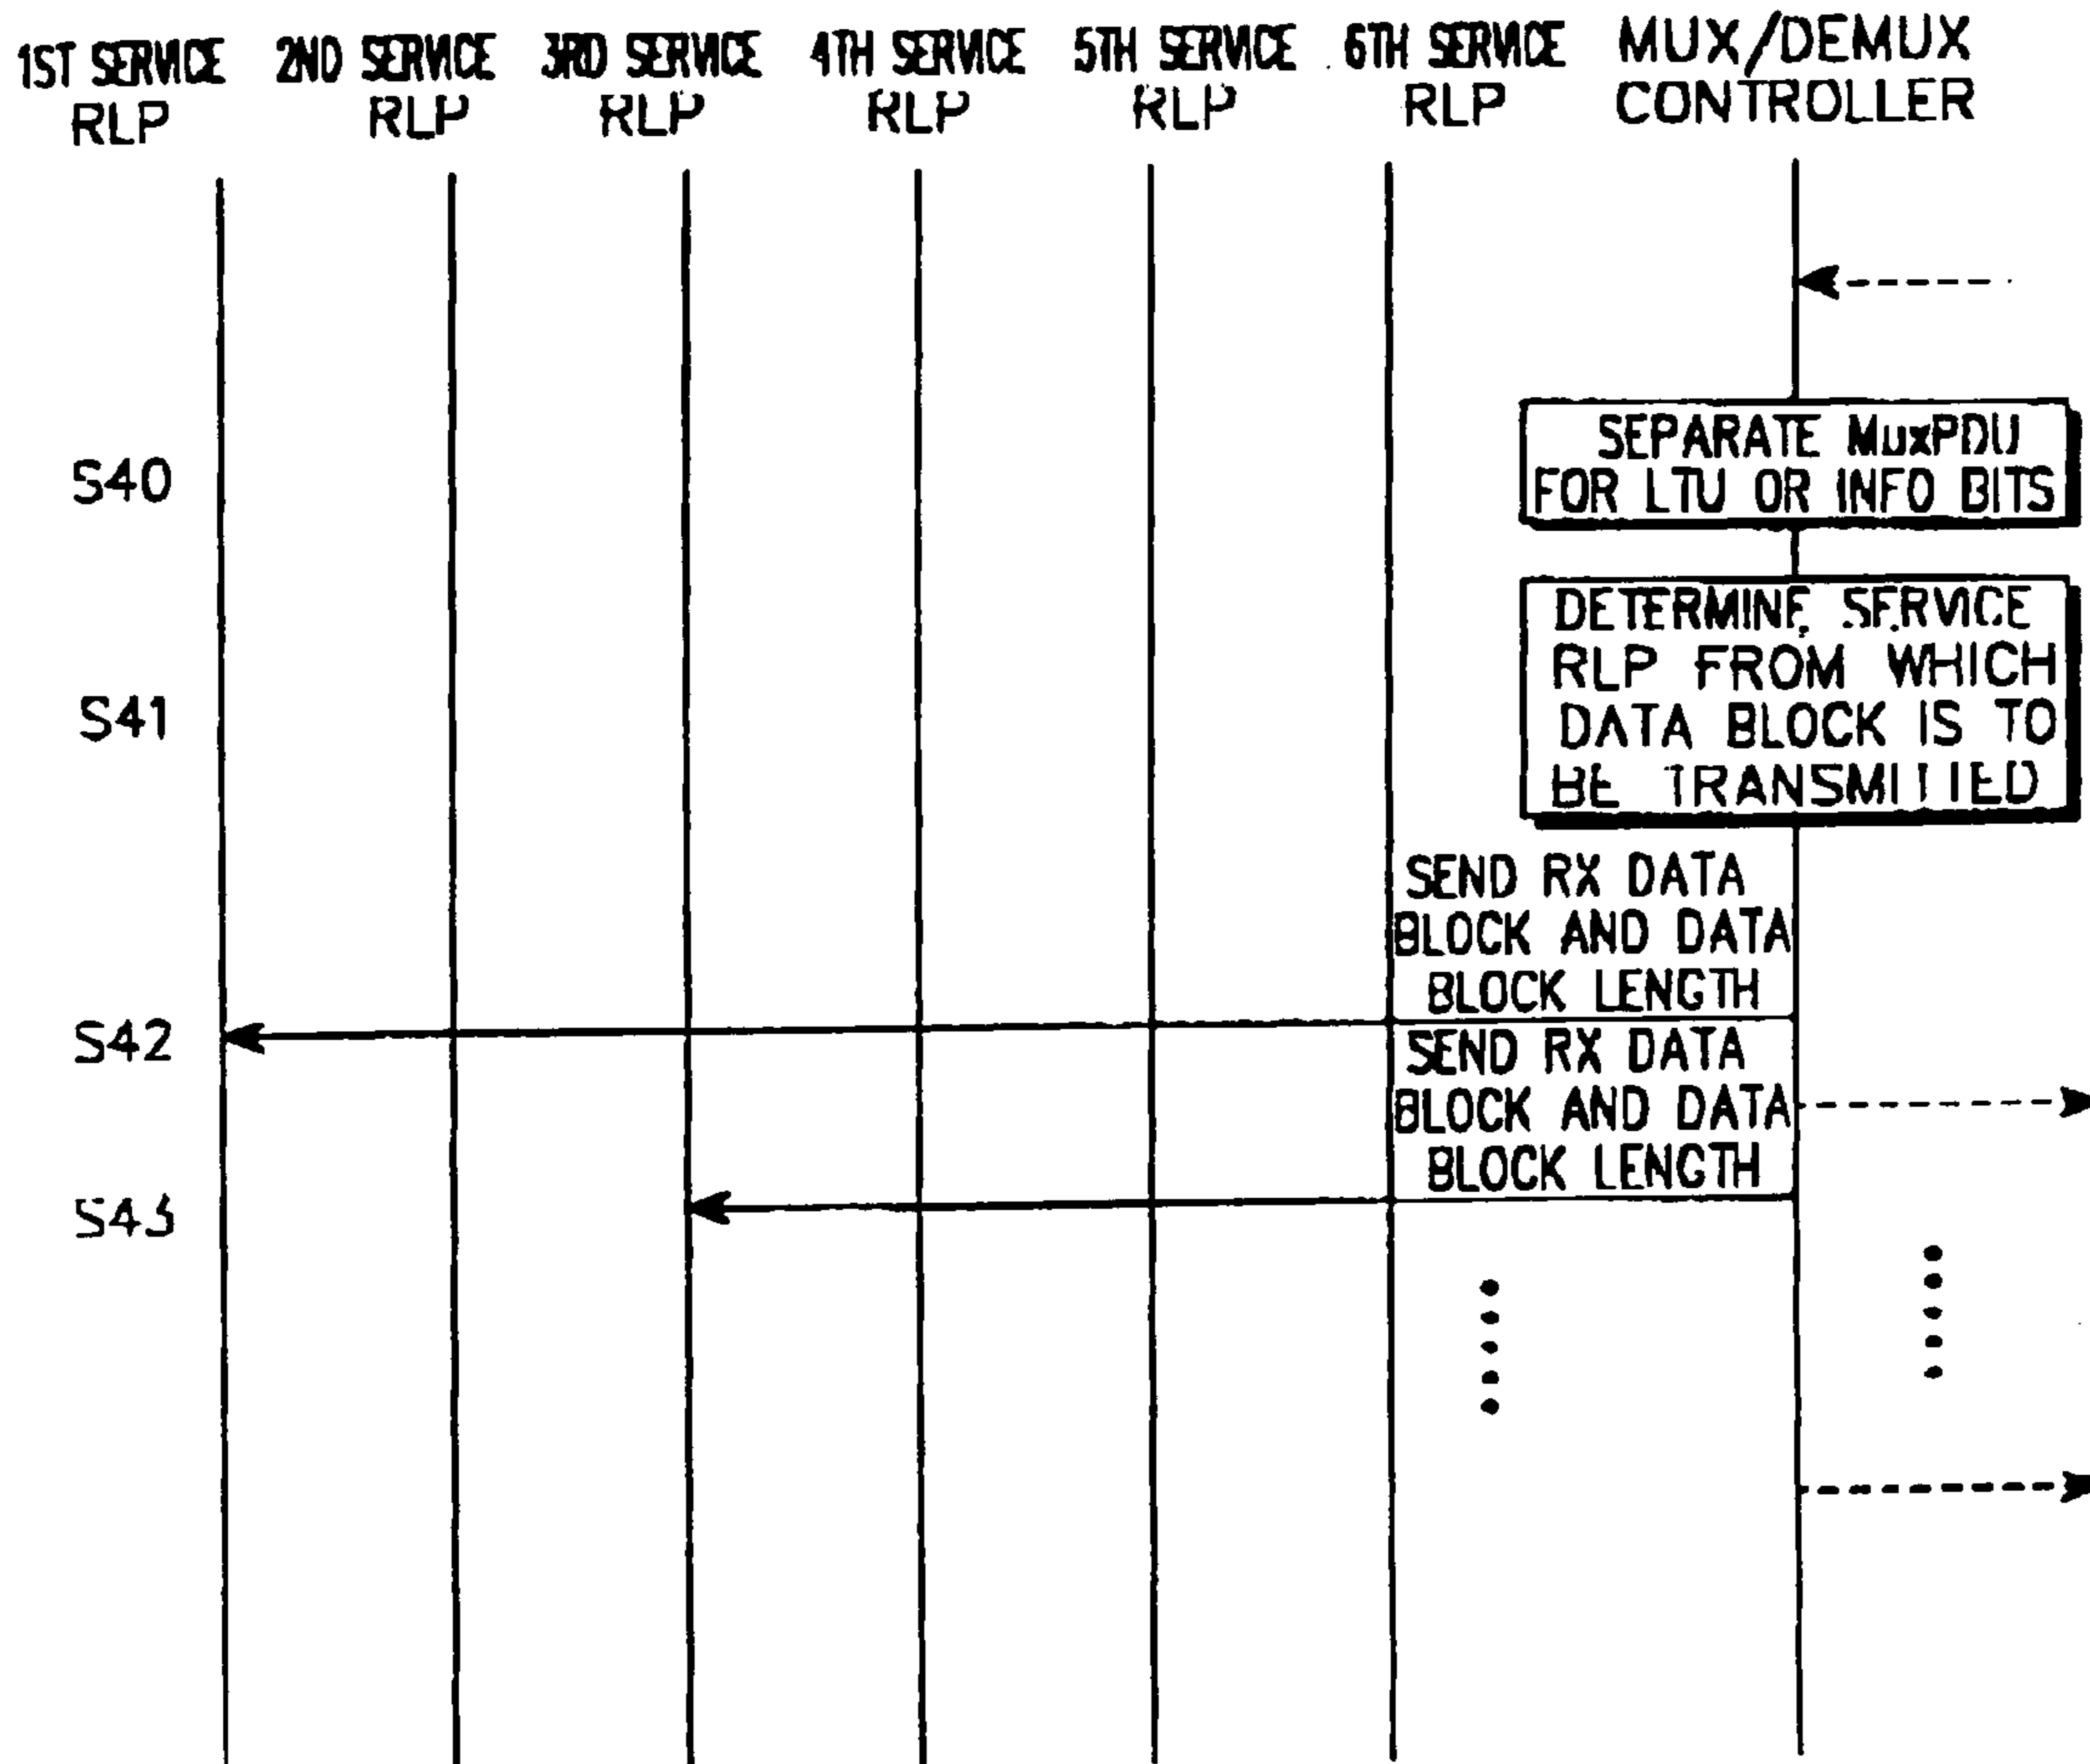 1ST SERVICE
RLP
2ND SERVICE
RLP
3RD SERVICE
RLP
4TH SERVICE
RLP
5TH SERVICE
RLP
6TH SERVICE
RLP
MUX/DEMUX
CONTROLLER
S40
SEPARATE MuxPDU
FOR LTU OR INFO BITS
S41
DETERMINE SERVICE
RLP FROM WHICH
DATA BLOCK IS TO
BE TRANSMITTED
SEND RX DATA
BLOCK AND DATA
BLOCK LENGTH
S42
SEND RX DATA
BLOCK AND DATA
BLOCK LENGTH
S43